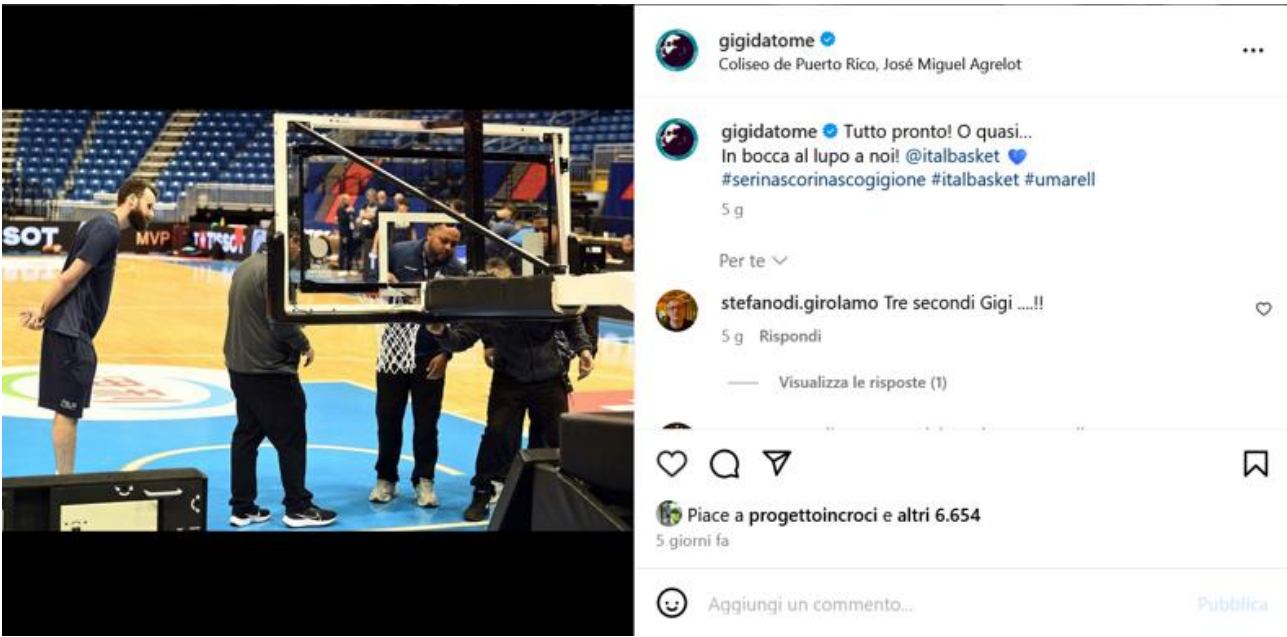 gigidatome
Coliseo de Puerto Rico, José Miguel Agrelot
gigidatome Tutto pronto! O quasi...
In bocca al lupo a noi! @italbasket
#serinascorinascogigione #italbasket #umarell
5 g
Per te
stefanodi.girolamo Tre secondi Gigi ....!!
5 g Rispondi
Visualizza le risposte (1)
Piace a progettoincroci e altri 6.654
5 giorni fa
Aggiungi un commento...
Pubblica
SOT MVP TISSOT